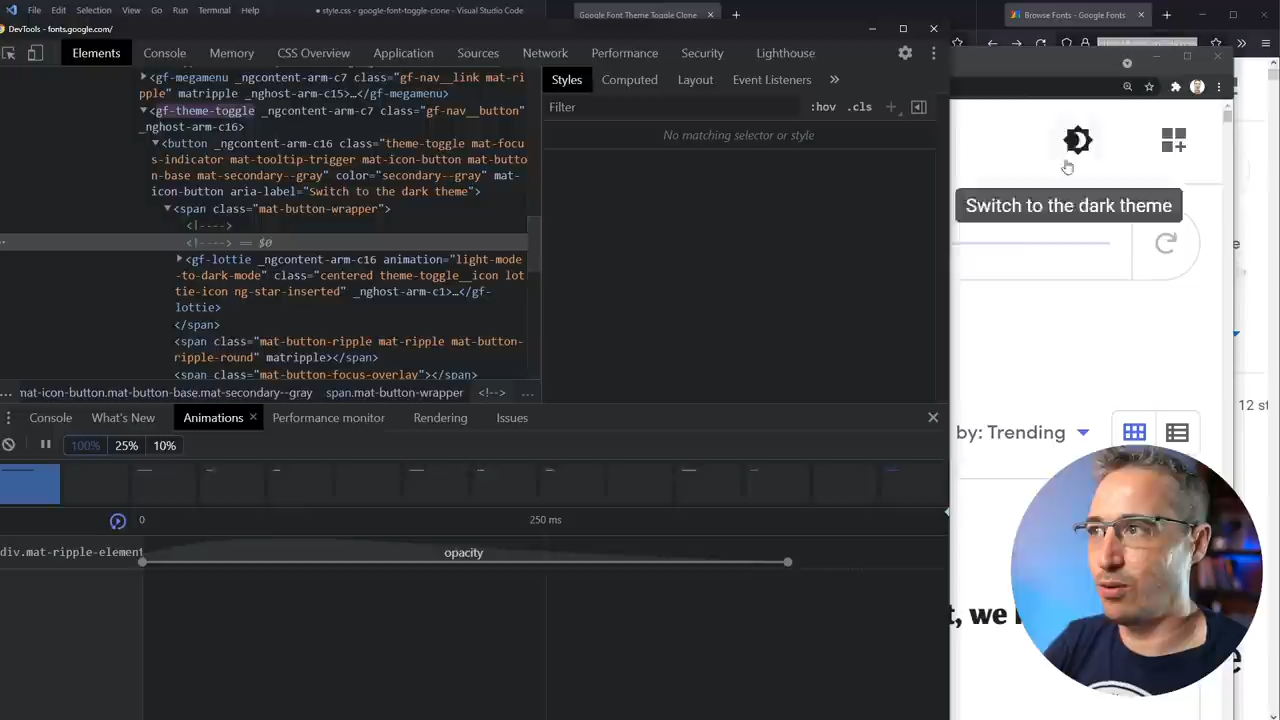 File Edit Selection View Go Run Terminal Help ● style.css - google-font-toggle-clone - Visual Studio Code
Google Font Theme Toggle Clone × +
Browse Fonts - Google Fonts × +
DevTools - fonts.google.com/
Elements Console Memory CSS Overview Application Sources Network Performance Security Lighthouse
<gf-megamenu _ngcontent-arm-c7 class="gf-nav__link mat-ri
pple" matripple _nghost-arm-c15>…</gf-megamenu>
<gf-theme-toggle _ngcontent-arm-c7 class="gf-nav__button"
_nghost-arm-c16>
<button _ngcontent-arm-c16 class="theme-toggle mat-focu
s-indicator mat-tooltip-trigger mat-icon-button mat-butto
n-base mat-secondary--gray" color="secondary--gray" mat-
icon-button aria-label="Switch to the dark theme">
<span class="mat-button-wrapper">
<!---->
<!----> == $0
<gf-lottie _ngcontent-arm-c16 animation="light-mode
-to-dark-mode" class="centered theme-toggle__icon lot
tie-icon ng-star-inserted" _nghost-arm-c1>…</gf-
lottie>
</span>
<span class="mat-button-ripple mat-ripple mat-button-
ripple-round" matripple></span>
<span class="mat-button-focus-overlay"></span>
… mat-icon-button.mat-button-base.mat-secondary--gray span.mat-button-wrapper <!-->
Styles Computed Layout Event Listeners »
Filter :hov .cls +
No matching selector or style
Console What's New Animations × Performance monitor Rendering Issues
100% 25% 10%
0 250 ms
div.mat-ripple-element opacity
Switch to the dark theme
12 st
by: Trending
t, we